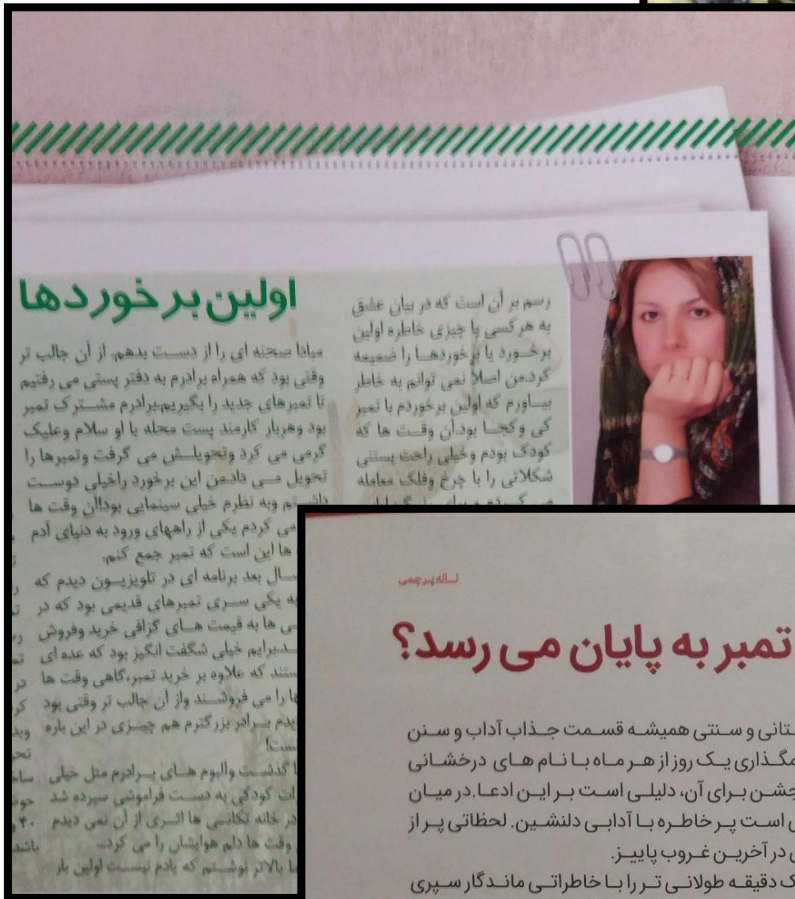 اولین برخوردها
رسم بر آن است که در بیان عشق
به هرکسی یا چیزی خاطره اولین
برخورد یا برخوردها را ضمیمه
کرد.من اصلاً نمی توانم به خاطر
بیاورم که اولین برخوردم با تمبر
کی وکجا بود.آن وقت ها که
کودک بودم وخیلی راحت بستنی
شکلاتی را با چرخ وفلک معامله
مبادا صحنه ای را از دست بدهم. از آن جالب تر
وقتی بود که همراه برادرم به دفتر پستی می رفتیم
تا تمبرهای جدید را بگیریم.برادرم مشترک تمبر
بود وهربار کارمند پست محله با او سلام وعلیک
گرمی می کرد وتحویلش می گرفت وتمبرها را
تحویل می داد.من این برخورد راخیلی دوست
داشتم وبه نظرم خیلی سینمایی بود!آن وقت ها
می کردم یکی از راههای ورود به دنیای آدم
ها این است که تمبر جمع کنم.
سال بعد برنامه ای در تلویزیون دیدم که
به یکی سری تمبرهای قدیمی بود که در
ها به قیمت های گزافی خرید وفروش
برایم خیلی شگفت انگیز بود که عده ای
که علاوه بر خرید تمبر،گاهی وقت ها
را می فروشند واز آن جالب تر وقتی بود
برادر بزرگترم هم چیزی در این باره
گذشت وآلبوم های برادرم مثل خیلی
کودکی به دست فراموشی سپرده شد
در خانه تکانی ها اثری از آن نمی دیدم
وقت ها دلم هوایشان را می کرد...
بالاتر نوشتم که یادم نیست اولین بار
لاله پرچمی
تمبر به پایان می رسد؟
ستانی و سنتی همیشه قسمت جذاب آداب و سنن
مگذاری یک روز از هر ماه با نام های درخشانی
جشن برای آن، دلیلی است بر این ادعا.در میان
است پر خاطره با آدابی دلنشین. لحظاتی پر از
در آخرین غروب پاییز.
ک دقیقه طولانی تر را با خاطراتی ماندگار سپری